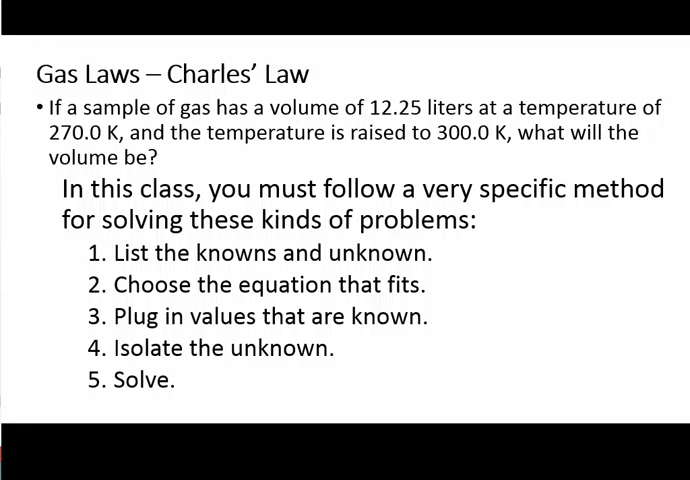 Gas Laws – Charles’ Law
• If a sample of gas has a volume of 12.25 liters at a temperature of
270.0 K, and the temperature is raised to 300.0 K, what will the
volume be?
In this class, you must follow a very specific method
for solving these kinds of problems:
1. List the knowns and unknown.
2. Choose the equation that fits.
3. Plug in values that are known.
4. Isolate the unknown.
5. Solve.